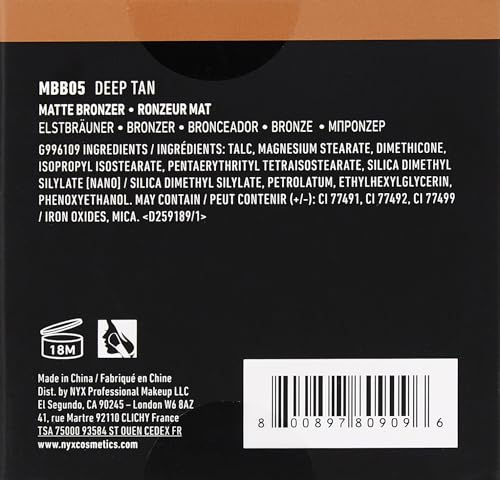 MBB05 DEEP TAN
MATTE BRONZER • RONZEUR MAT
ELSTBRÄUNER • BRONZER • BRONCEADOR • BRONZE • МПРОNZЕР
G996109 INGREDIENTS / INGRÉDIENTS: TALC, MAGNESIUM STEARATE, DIMETHICONE,
ISOPROPYL ISOSTEARATE, PENTAERYTHRITYL TETRAISOSTEARATE, SILICA DIMETHYL
SILYLATE [NANO] / SILICA DIMETHYL SILYLATE, PETROLATUM, ETHYLHEXYLGLYCERIN,
PHENOXYETHANOL. MAY CONTAIN / PEUT CONTENIR (+/-): CI 77491, CI 77492, CI 77499
/ IRON OXIDES, MICA. <D259189/1>
18M
Made in China / Fabriqué en Chine
Dist. by NYX Professional Makeup LLC
El Segundo, CA 90245 – London W6 8AZ
41, rue Martre 92110 CLICHY France
TSA 75000 93584 ST OUEN CEDEX FR
www.nyxcosmetics.com
8 00897 80909 6